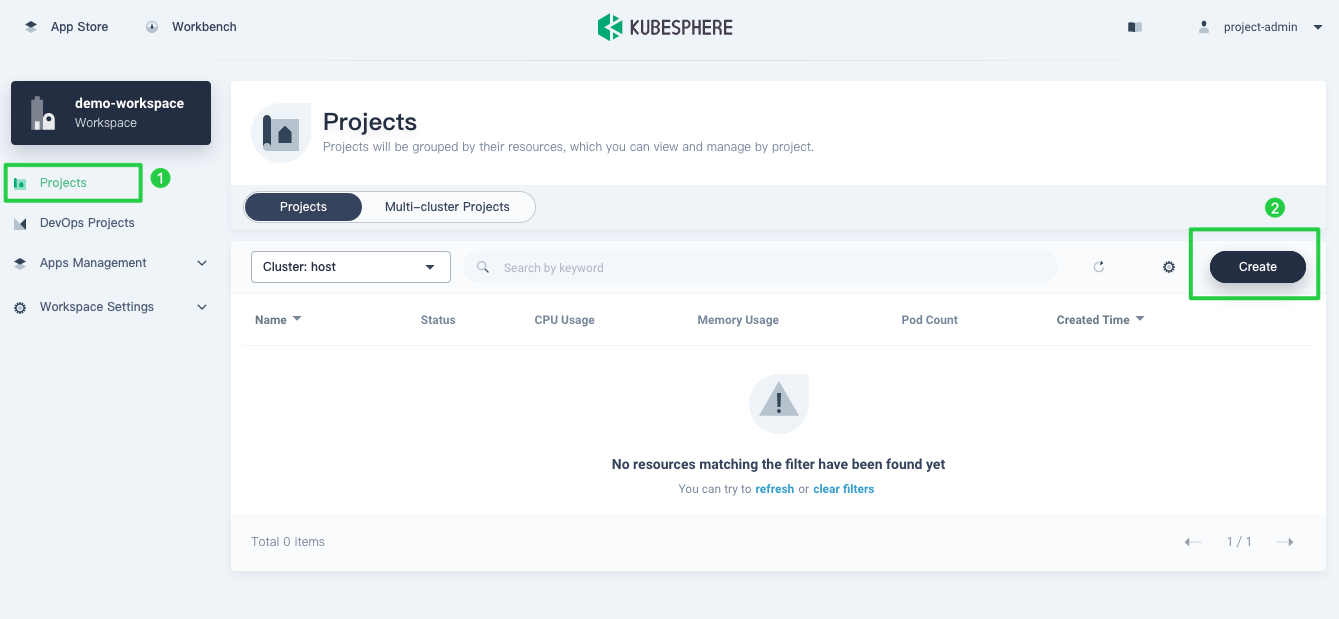 App Store
Workbench
KUBESPHERE
project-admin
demo-workspace
Workspace
Projects
1
DevOps Projects
Apps Management
Workspace Settings
Projects
Projects will be grouped by their resources, which you can view and manage by project.
Projects
Multi-cluster Projects
2
Cluster: host
Search by keyword
Create
Name
Status
CPU Usage
Memory Usage
Pod Count
Created Time
No resources matching the filter have been found yet
You can try to refresh or clear filters
Total 0 items
1 / 1